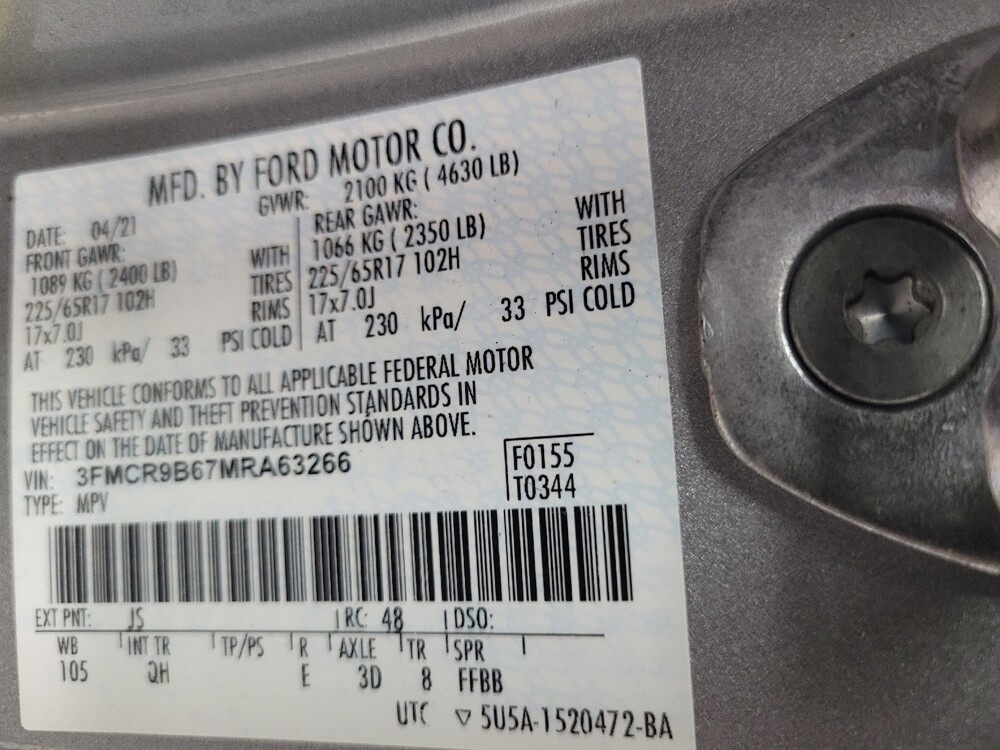 MFD. BY FORD MOTOR CO.
GVWR: 2100 KG ( 4630 LB)
DATE: 04/21
FRONT GAWR:
1089 KG ( 2400 LB) WITH
225/65R17 102H TIRES
17x7.0J RIMS
AT 230 kPa/ 33 PSI COLD
REAR GAWR: WITH
1066 KG ( 2350 LB) TIRES
225/65R17 102H RIMS
17x7.0J
AT 230 kPa/ 33 PSI COLD
THIS VEHICLE CONFORMS TO ALL APPLICABLE FEDERAL MOTOR
VEHICLE SAFETY AND THEFT PREVENTION STANDARDS IN
EFFECT ON THE DATE OF MANUFACTURE SHOWN ABOVE.
VIN: 3FMCR9B67MRA63266
TYPE: MPV
F0155
T0344
EXT PNT: JS RC: 48 DSO:
WB INT TR TP/PS R AXLE TR SPR
105 QH E 3D 8 FFBB
UTC ▽ 5U5A-1520472-BA